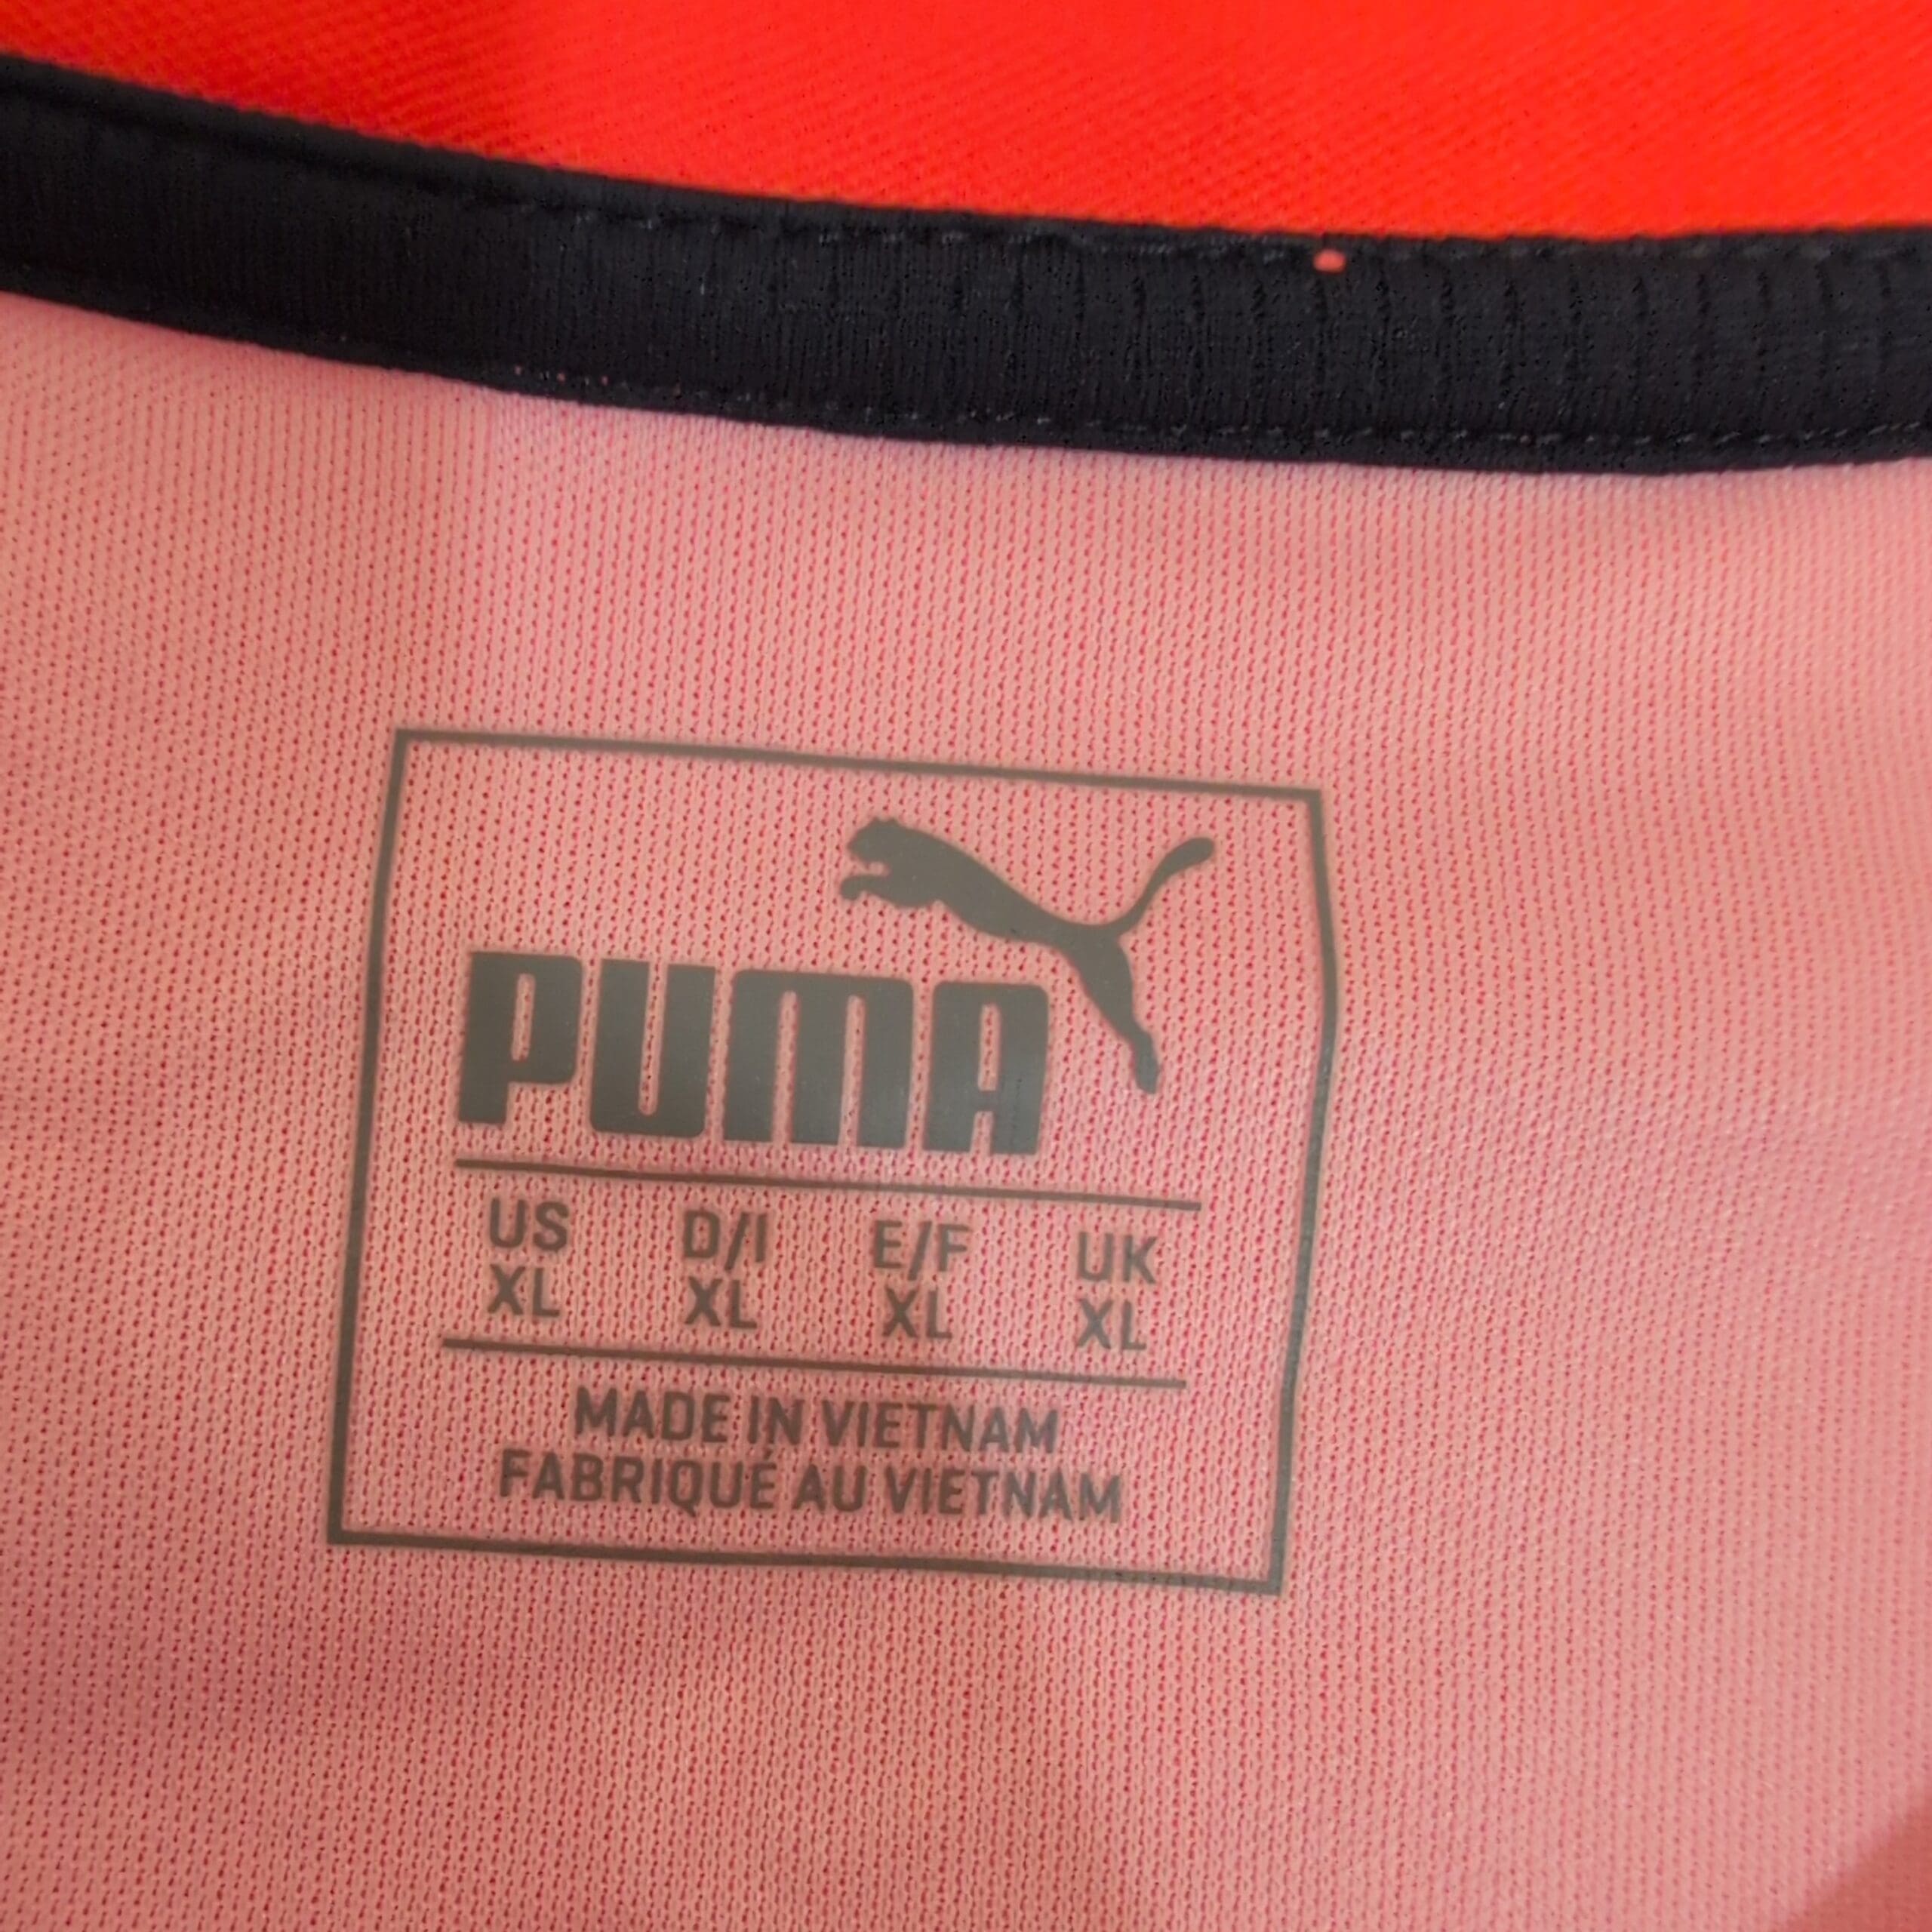 PUMA
US D/I E/F UK
XL XL XL XL
MADE IN VIETNAM
FABRIQUÉ AU VIETNAM